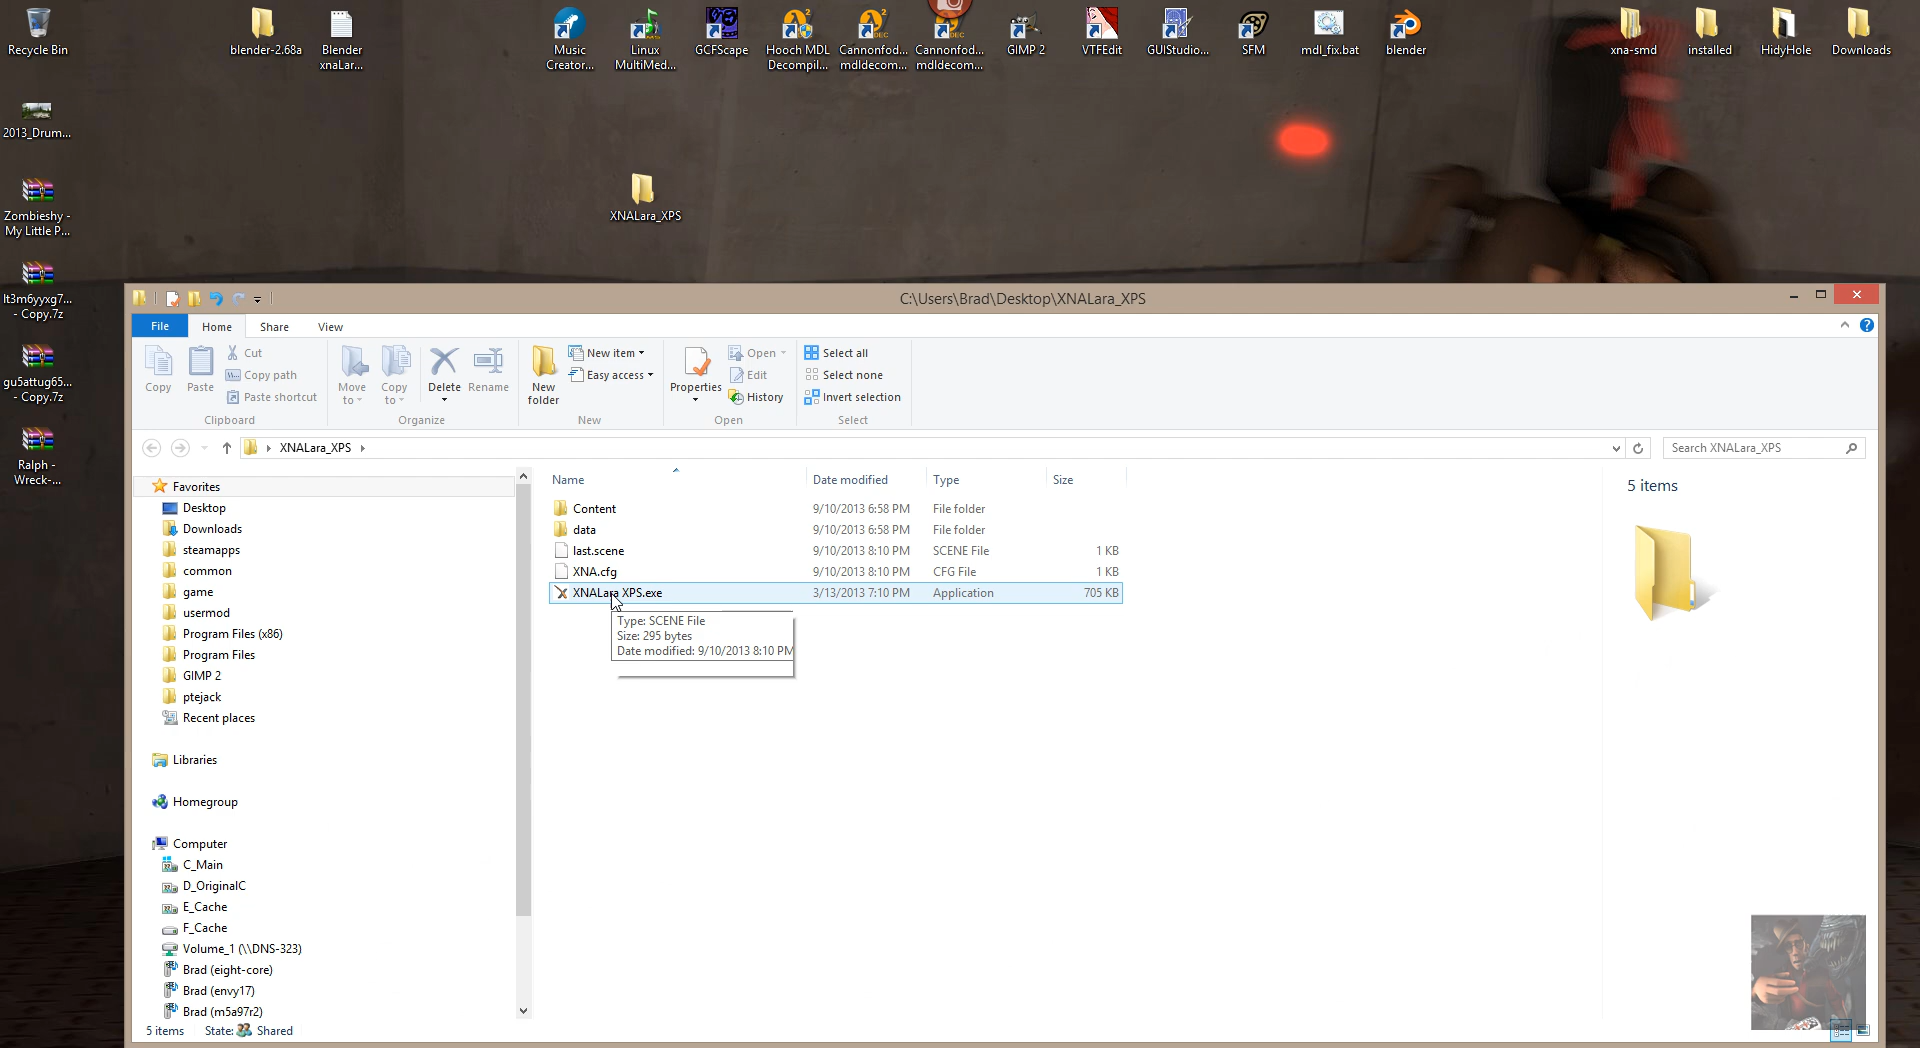 Recycle Bin
blender-2.68a
Blender
xnaLar...
Music
Creator...
Linux
MultiMed...
GCFScape
Hooch MDL
Decompil...
Cannonfod...
mdldecom...
Cannonfod...
mdldecom...
GIMP 2
VTFEdit
GUIStudio...
SFM
mdl_fix.bat
blender
xna-smd
installed
HidyHole
Downloads
2013_Drum...
Zombieshy -
My Little P...
lt3m6yyxg7...
- Copy.7z
gu5attug65...
- Copy.7z
Ralph -
Wreck-...
XNALara_XPS
C:\Users\Brad\Desktop\XNALara_XPS
File
Home
Share
View
Copy
Paste
Cut
Copy path
Paste shortcut
Clipboard
Move
to
Copy
to
Delete
Rename
Organize
New
folder
New item
Easy access
New
Properties
Open
Edit
History
Open
Select all
Select none
Invert selection
Select
XNALara_XPS
Search XNALara_XPS
Favorites
Desktop
Downloads
steamapps
common
game
usermod
Program Files (x86)
Program Files
GIMP 2
ptejack
Recent places
Libraries
Homegroup
Computer
C_Main
D_OriginalC
E_Cache
F_Cache
Volume_1 (\\DNS-323)
Brad (eight-core)
Brad (envy17)
Brad (m5a97r2)
Name Date modified Type Size
Content 9/10/2013 6:58 PM File folder
data 9/10/2013 6:58 PM File folder
last.scene 9/10/2013 8:10 PM SCENE File 1 KB
XNA.cfg 9/10/2013 8:10 PM CFG File 1 KB
XNALara XPS.exe 3/13/2013 7:10 PM Application 705 KB
Type: SCENE File
Size: 295 bytes
Date modified: 9/10/2013 8:10 PM
5 items
5 items State: Shared